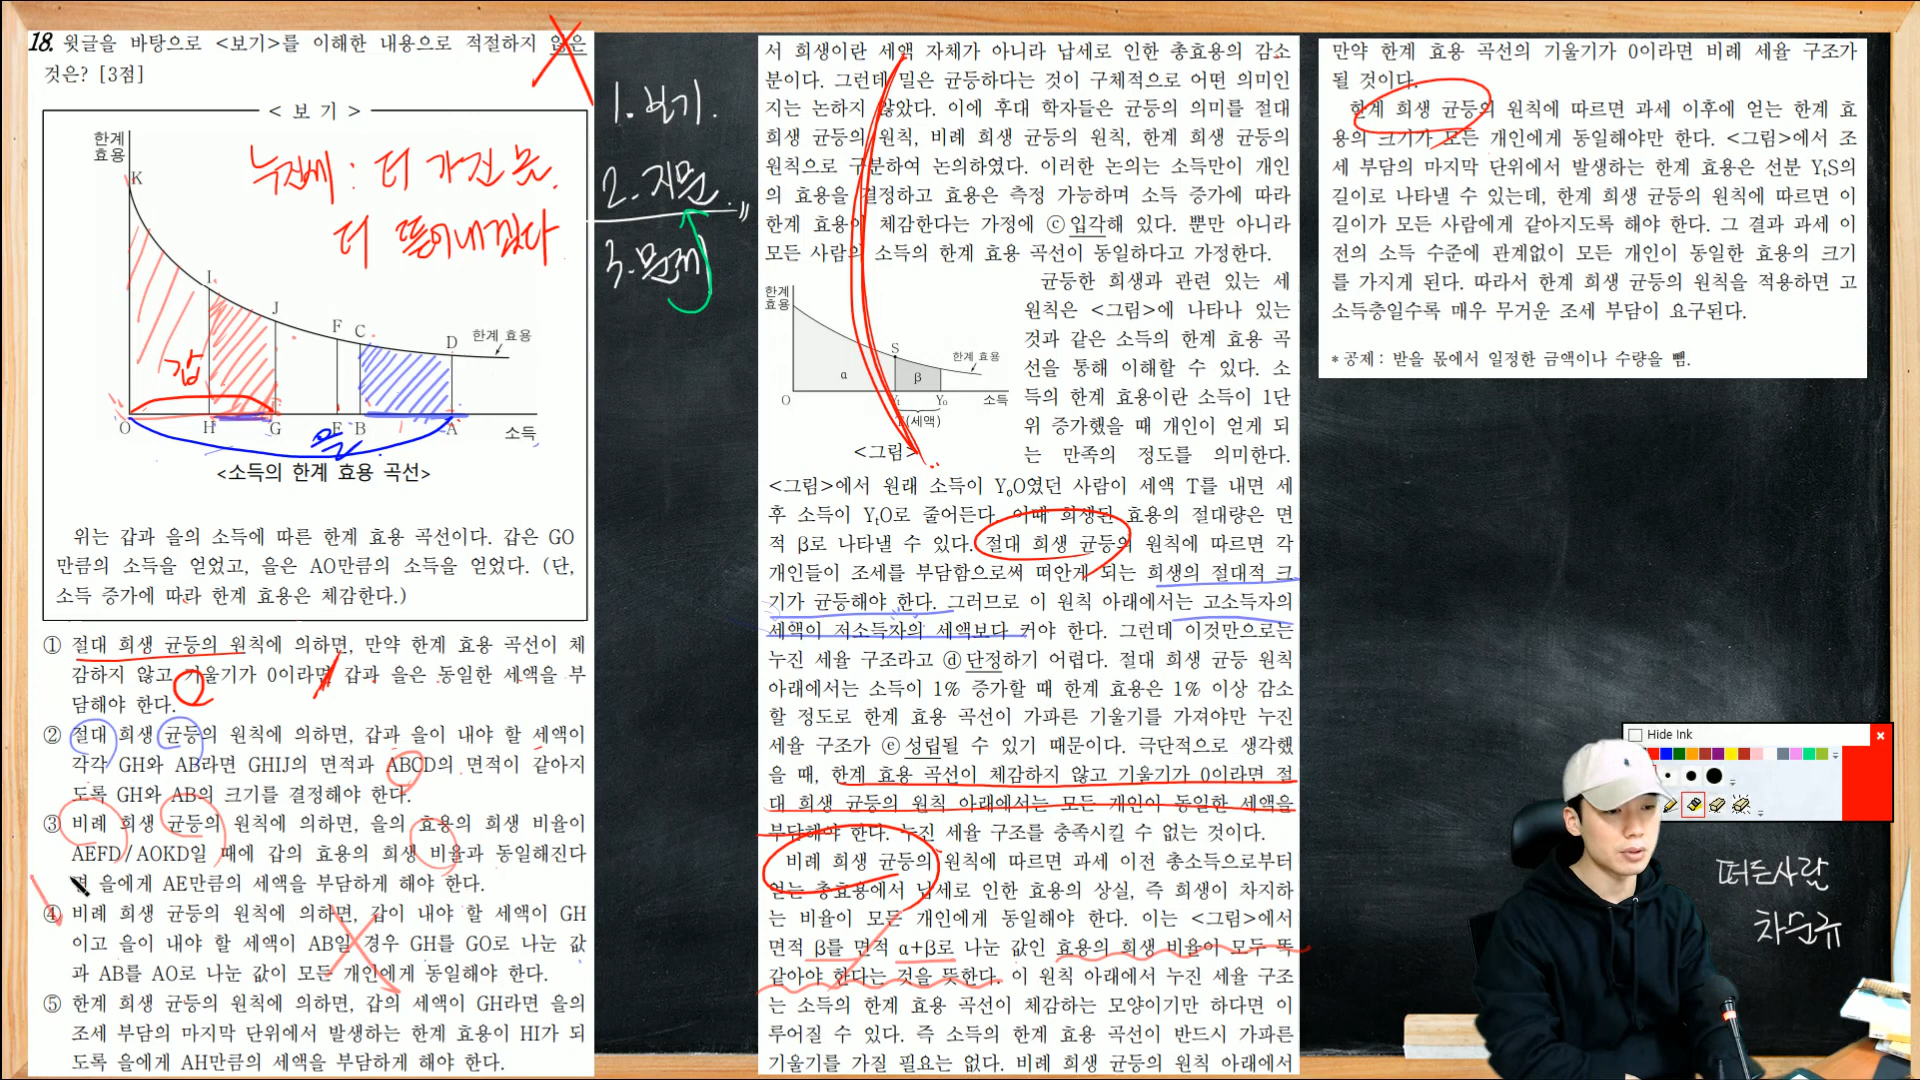 18. 윗글을 바탕으로 <보기>를 이해한 내용으로 적절하지 않은
것은? [3점]
< 보 기 >
한계
효용
K
I
J
F
C
D
한계 효용
O
H
G
E
B
A
소득
<소득의 한계 효용 곡선>
누진세 : 더 가진 놈.
더 뜯어내겠다
갑
을
위는 갑과 을의 소득에 따른 한계 효용 곡선이다. 갑은 GO
만큼의 소득을 얻었고, 을은 AO만큼의 소득을 얻었다. (단,
소득 증가에 따라 한계 효용은 체감한다.)
① 절대 희생 균등의 원칙에 의하면, 만약 한계 효용 곡선이 체
감하지 않고 기울기가 0이라면 갑과 을은 동일한 세액을 부
담해야 한다.
② 절대 희생 균등의 원칙에 의하면, 갑과 을이 내야 할 세액이
각각 GH와 AB라면 GHIJ의 면적과 ABCD의 면적이 같아지
도록 GH와 AB의 크기를 결정해야 한다.
③ 비례 희생 균등의 원칙에 의하면, 을의 효용의 희생 비율이
AEFD/AOKD일 때에 갑의 효용의 희생 비율과 동일해진다
면 을에게 AE만큼의 세액을 부담하게 해야 한다.
④ 비례 희생 균등의 원칙에 의하면, 갑이 내야 할 세액이 GH
이고 을이 내야 할 세액이 AB일 경우 GH를 GO로 나눈 값
과 AB를 AO로 나눈 값이 모든 개인에게 동일해야 한다.
⑤ 한계 희생 균등의 원칙에 의하면, 갑의 세액이 GH라면 을의
조세 부담의 마지막 단위에서 발생하는 한계 효용이 HI가 되
도록 을에게 AH만큼의 세액을 부담하게 해야 한다.
1. 보기.
2. 지문.
3. 문제
서 희생이란 세액 자체가 아니라 납세로 인한 총효용의 감소
분이다. 그런데 밀은 균등하다는 것이 구체적으로 어떤 의미인
지는 논하지 않았다. 이에 후대 학자들은 균등의 의미를 절대
희생 균등의 원칙, 비례 희생 균등의 원칙, 한계 희생 균등의
원칙으로 구분하여 논의하였다. 이러한 논의는 소득만이 개인
의 효용을 결정하고 효용은 측정 가능하며 소득 증가에 따라
한계 효용이 체감한다는 가정에 ⓒ입각해 있다. 뿐만 아니라
모든 사람의 소득의 한계 효용 곡선이 동일하다고 가정한다.
균등한 희생과 관련 있는 세
원칙은 <그림>에 나타나 있는
것과 같은 소득의 한계 효용 곡
선을 통해 이해할 수 있다. 소
득의 한계 효용이란 소득이 1단
위 증가했을 때 개인이 얻게 되
는 만족의 정도를 의미한다.
한계
효용
S
한계 효용
α
β
O
Yt
Y0
소득
T(세액)
<그림>
<그림>에서 원래 소득이 Y₀O였던 사람이 세액 T를 내면 세
후 소득이 YtO로 줄어든다. 이때 희생된 효용의 절대량은 면
적 β로 나타낼 수 있다. 절대 희생 균등의 원칙에 따르면 각
개인들이 조세를 부담함으로써 떠안게 되는 희생의 절대적 크
기가 균등해야 한다. 그러므로 이 원칙 아래에서는 고소득자의
세액이 저소득자의 세액보다 커야 한다. 그런데 이것만으로는
누진 세율 구조라고 ⓓ단정하기 어렵다. 절대 희생 균등 원칙
아래에서는 소득이 1% 증가할 때 한계 효용은 1% 이상 감소
할 정도로 한계 효용 곡선이 가파른 기울기를 가져야만 누진
세율 구조가 ⓔ성립될 수 있기 때문이다. 극단적으로 생각했
을 때, 한계 효용 곡선이 체감하지 않고 기울기가 0이라면 절
대 희생 균등의 원칙 아래에서는 모든 개인이 동일한 세액을
부담해야 한다. 누진 세율 구조를 충족시킬 수 없는 것이다.
비례 희생 균등의 원칙에 따르면 과세 이전 총소득으로부터
얻는 총효용에서 납세로 인한 효용의 상실, 즉 희생이 차지하
는 비율이 모든 개인에게 동일해야 한다. 이는 <그림>에서
면적 β를 면적 α+β로 나눈 값인 효용의 희생 비율이 모두 똑
같아야 한다는 것을 뜻한다. 이 원칙 아래에서 누진 세율 구조
는 소득의 한계 효용 곡선이 체감하는 모양이기만 하다면 이
루어질 수 있다. 즉 소득의 한계 효용 곡선이 반드시 가파른
기울기를 가질 필요는 없다. 비례 희생 균등의 원칙 아래에서
만약 한계 효용 곡선의 기울기가 0이라면 비례 세율 구조가
될 것이다.
한계 희생 균등의 원칙에 따르면 과세 이후에 얻는 한계 효
용의 크기가 모든 개인에게 동일해야만 한다. <그림>에서 조
세 부담의 마지막 단위에서 발생하는 한계 효용은 선분 YtS의
길이로 나타낼 수 있는데, 한계 희생 균등의 원칙에 따르면 이
길이가 모든 사람에게 같아지도록 해야 한다. 그 결과 과세 이
전의 소득 수준에 관계없이 모든 개인이 동일한 효용의 크기
를 가지게 된다. 따라서 한계 희생 균등의 원칙을 적용하면 고
소득층일수록 매우 무거운 조세 부담이 요구된다.
* 공제 : 받을 몫에서 일정한 금액이나 수량을 뺌.
Hide Ink
떠든사람
차문규